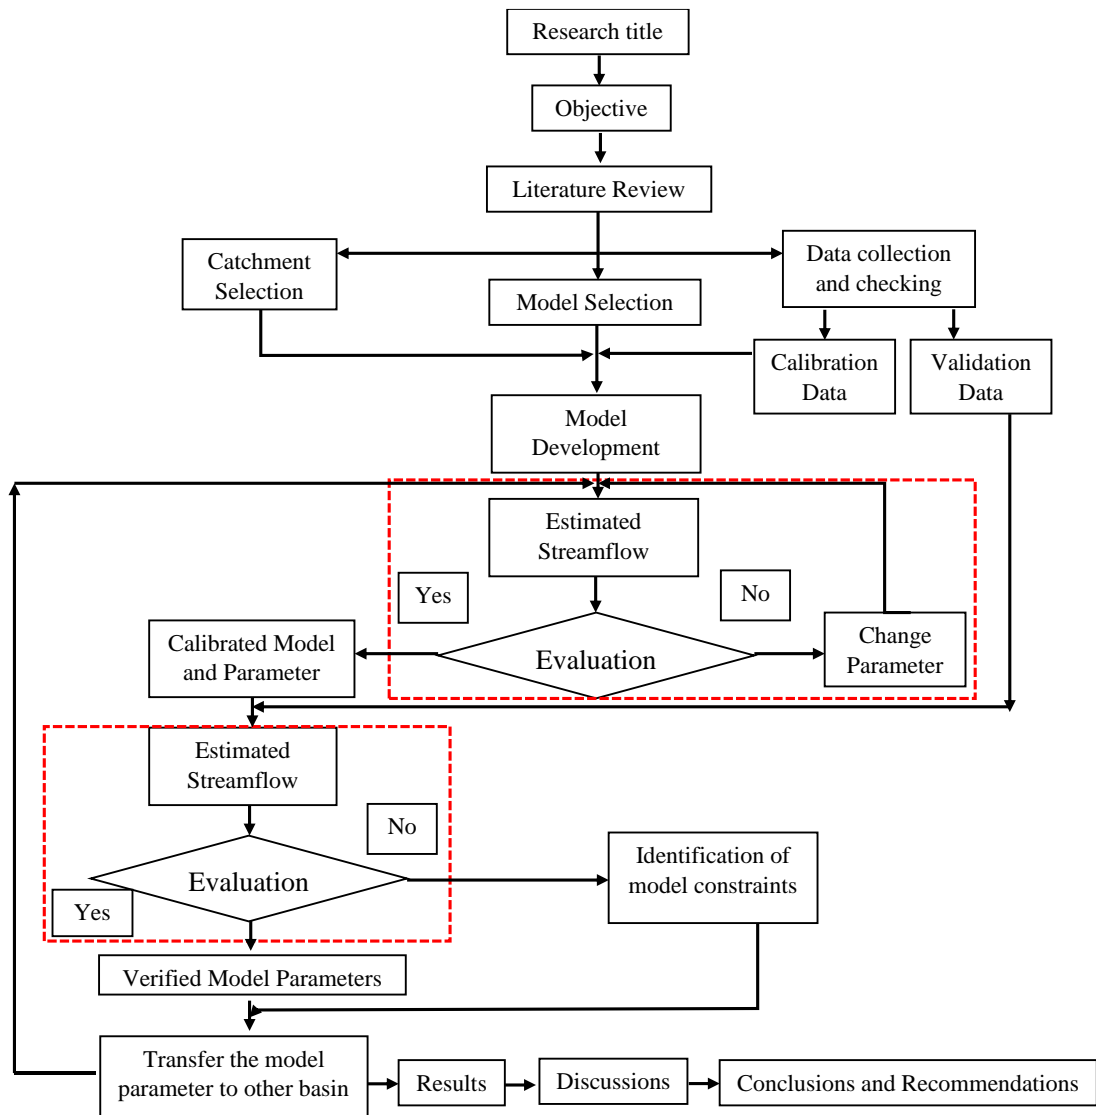 Research title
Objective
Literature Review
Catchment
Selection
Model Selection
Data collection
and checking
Calibration
Data
Validation
Data
Model
Development
Estimated
Streamflow
Yes
No
Evaluation
Change
Parameter
Calibrated Model
and Parameter
Estimated
Streamflow
No
Evaluation
Yes
Identification of
model constraints
Verified Model Parameters
Transfer the model
parameter to other basin
Results
Discussions
Conclusions and Recommendations